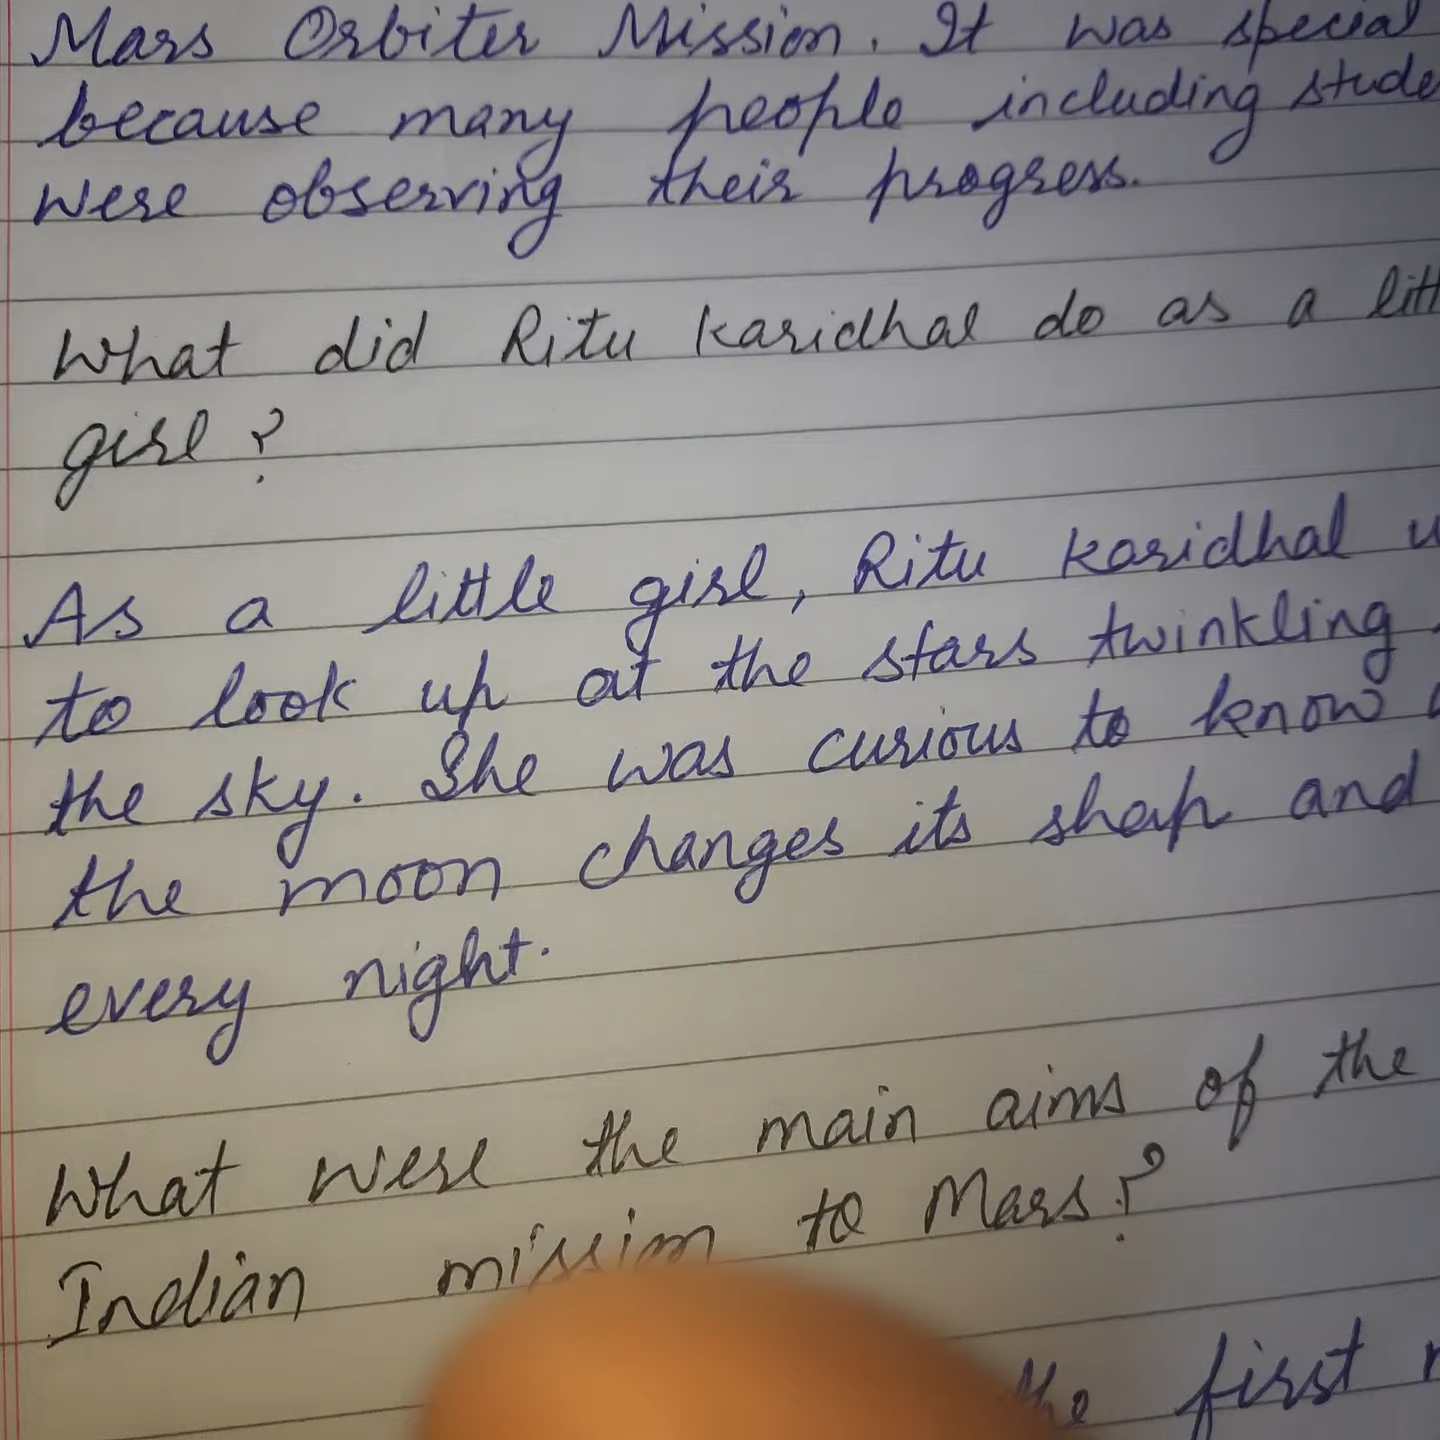 Mars Orbiter Mission. It was special
because many people including
were observing their progress.
What did Ritu karidhal do as a
girl ?
As a little girl, Ritu karidhal
to look up at the stars twinkling
the sky. She was curious to know
the moon changes its shap and
every night.
What were the main aims of the
Indian mission to Mars?
the first